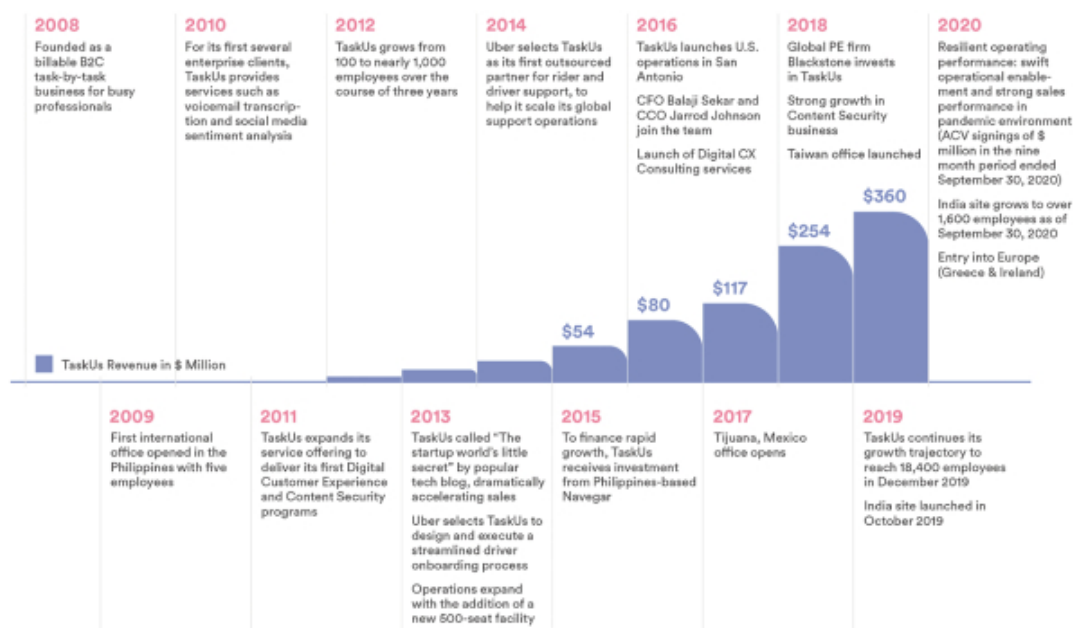 2008
Founded as a
billable B2C
task-by-task
business for busy
professionals
2010
For its first several
enterprise clients,
TaskUs provides
services such as
voicemail transcrip-
tion and social media
sentiment analysis
2012
TaskUs grows from
100 to nearly 1,000
employees over the
course of three years
2014
Uber selects TaskUs
as its first outsourced
partner for rider and
driver support, to
help it scale its global
support operations
2016
TaskUs launches U.S.
operations in San
Antonio
CFO Balaji Sekar and
CCO Jarrod Johnson
join the team
Launch of Digital CX
Consulting services
2018
Global PE firm
Blackstone invests
in TaskUs
Strong growth in
Content Security
business
Taiwan office launched
2020
Resilient operating
performance: swift
operational enable-
ment and strong sales
performance in
pandemic environment
(ACV signings of $
million in the nine
month period ended
September 30, 2020)
India site grows to over
1,600 employees as of
September 30, 2020
Entry into Europe
(Greece & Ireland)
$54
$80
$117
$254
$360
TaskUs Revenue in $ Million
2009
First international
office opened in the
Philippines with five
employees
2011
TaskUs expands its
service offering to
deliver its first Digital
Customer Experience
and Content Security
programs
2013
TaskUs called "The
startup world's little
secret" by popular
tech blog, dramatically
accelerating sales
Uber selects TaskUs to
design and execute a
streamlined driver
onboarding process
Operations expand
with the addition of a
new 500-seat facility
2015
To finance rapid
growth, TaskUs
receives investment
from Philippines-based
Navegar
2017
Tijuana, Mexico
office opens
2019
TaskUs continues its
growth trajectory to
reach 18,400 employees
in December 2019
India site launched in
October 2019